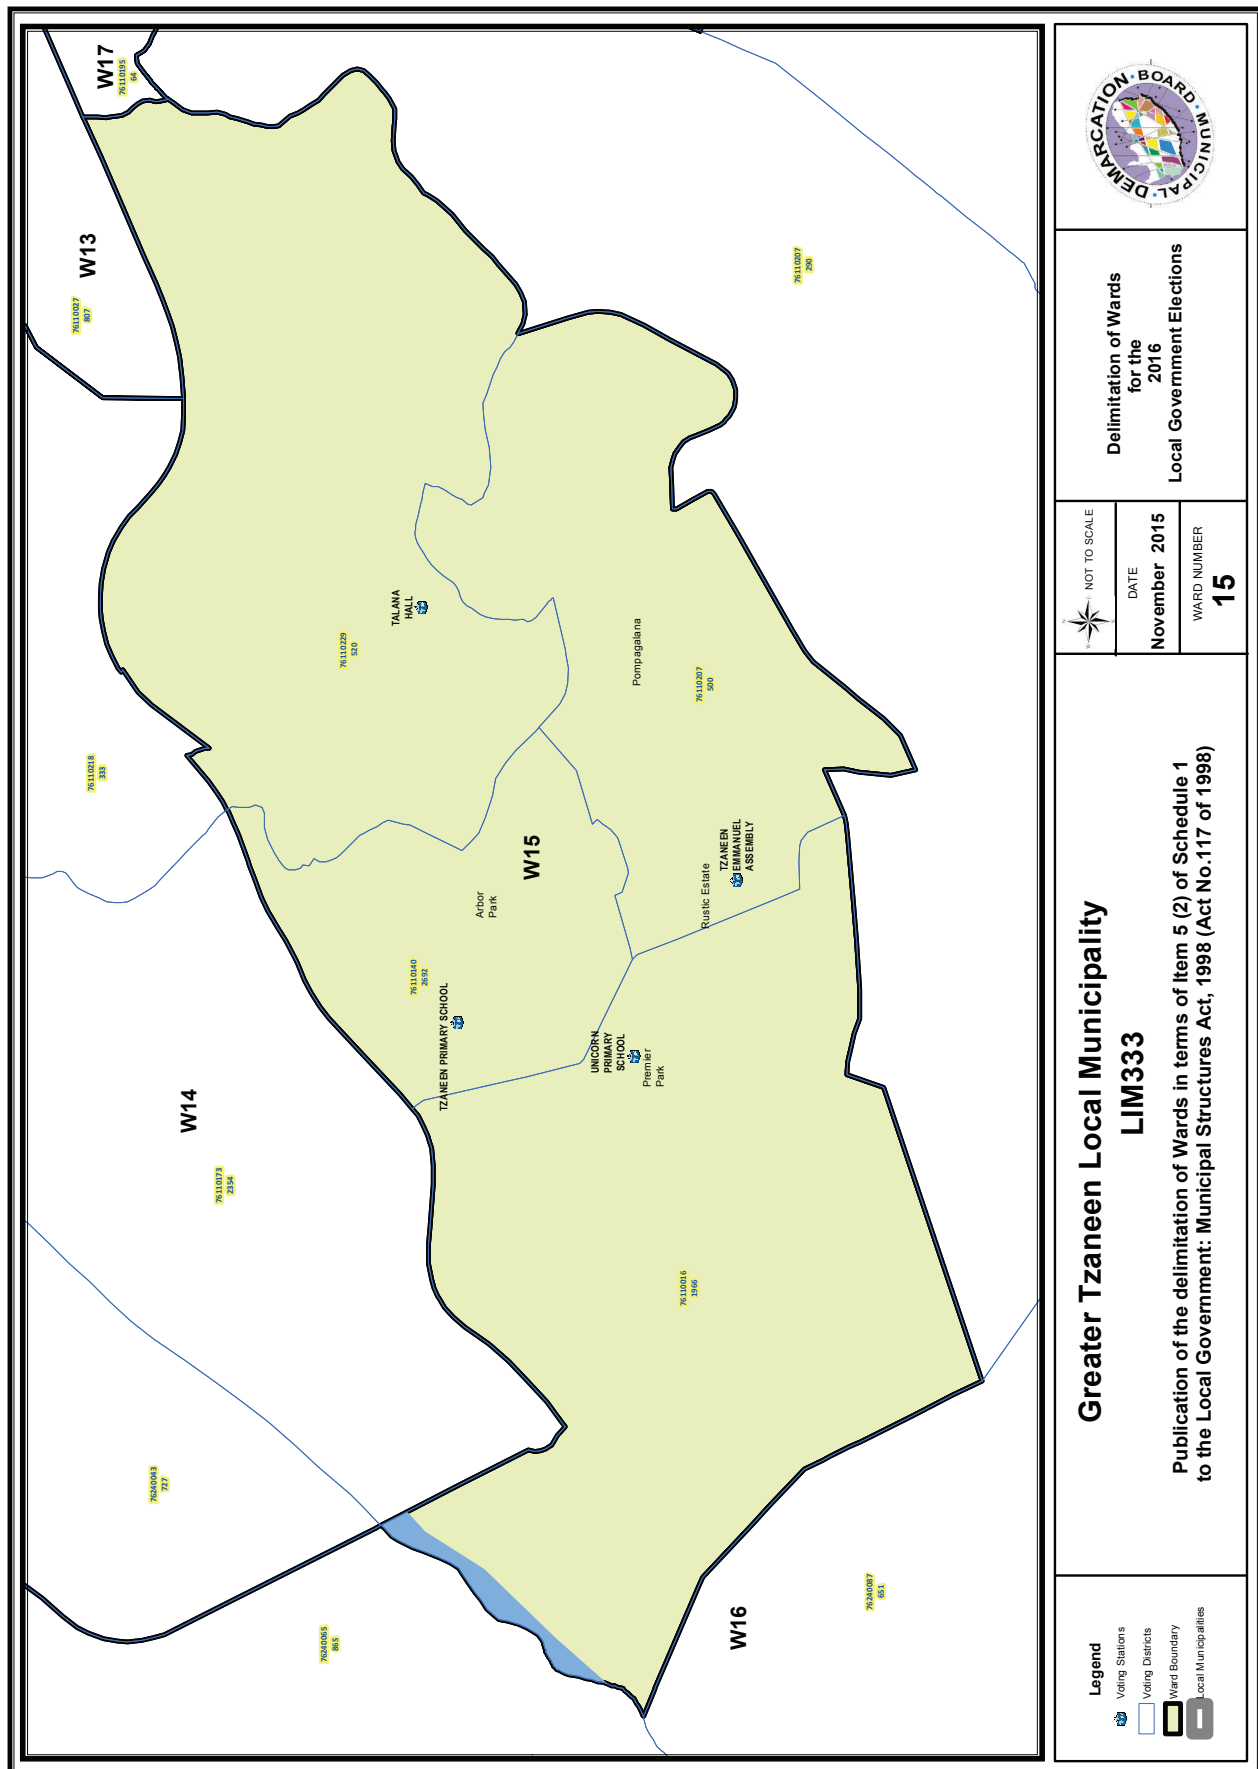 W17
76110195
64
W13
76110027
807
76110207
290
TALANA
HALL
76110229
520
Pompagalana
76110207
500
76110218
333
W15
Arbor
Park
Rustic Estate
TZANEEN
EMMANUEL
ASSEMBLY
76110140
2692
TZANEEN PRIMARY SCHOOL
UNICORN
PRIMARY
SCHOOL
Premier
Park
W14
76110173
2354
76110016
1966
76240043
727
76240065
865
W16
76240087
651
Legend
Voting Stations
Voting Districts
Ward Boundary
Local Municipalities
Greater Tzaneen Local Municipality
LIM333
Publication of the delimitation of Wards in terms of Item 5 (2) of Schedule 1
to the Local Government: Municipal Structures Act, 1998 (Act No.117 of 1998)
N
W
E
S
NOT TO SCALE
DATE
November 2015
WARD NUMBER
15
Delimitation of Wards
for the
2016
Local Government Elections
MUNICIPAL DEMARCATION BOARD